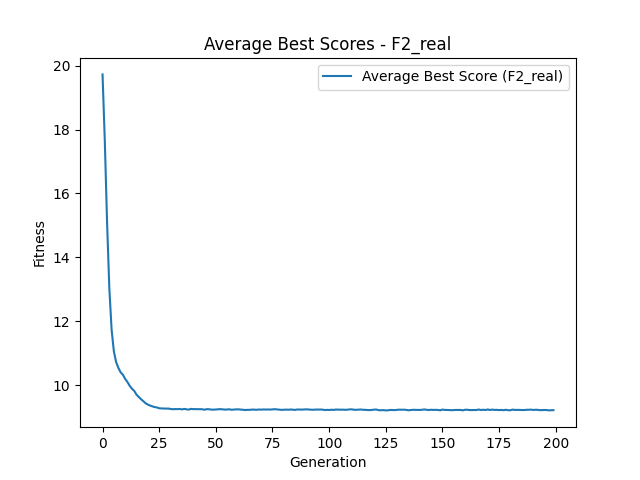 Average Best Scores - F2_real
Average Best Score (F2_real)
20
18
16
14
12
10
Fitness
0 25 50 75 100 125 150 175 200
Generation